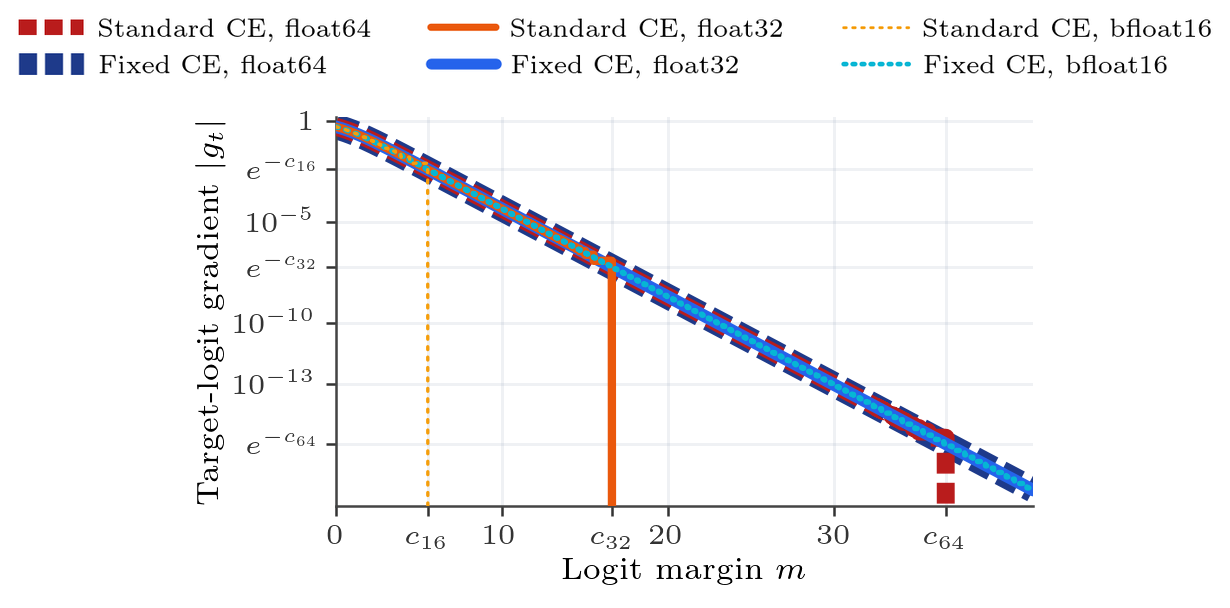 Standard CE, float64 Standard CE, float32 Standard CE, bfloat16
Fixed CE, float64 Fixed CE, float32 Fixed CE, bfloat16
Target-logit gradient |g_t|
1
e^{-c_{16}}
10^{-5}
e^{-c_{32}}
10^{-10}
10^{-13}
e^{-c_{64}}
0 c_{16} 10 c_{32} 20 30 c_{64}
Logit margin m